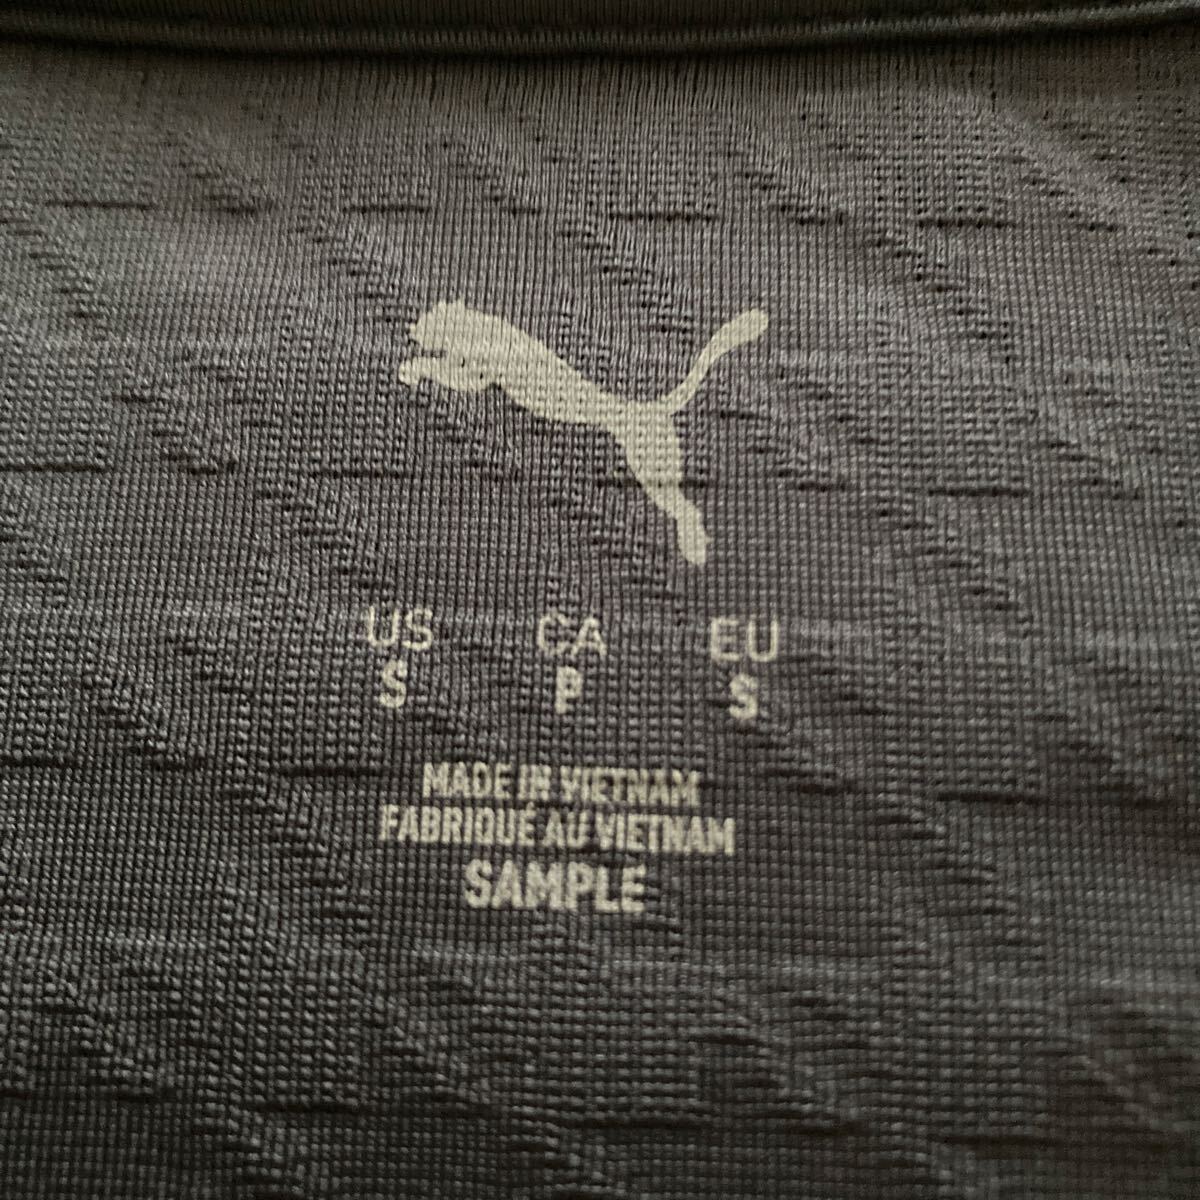 US CA EU
S P S
MADE IN VIETNAM
FABRIQUÉ AU VIETNAM
SAMPLE